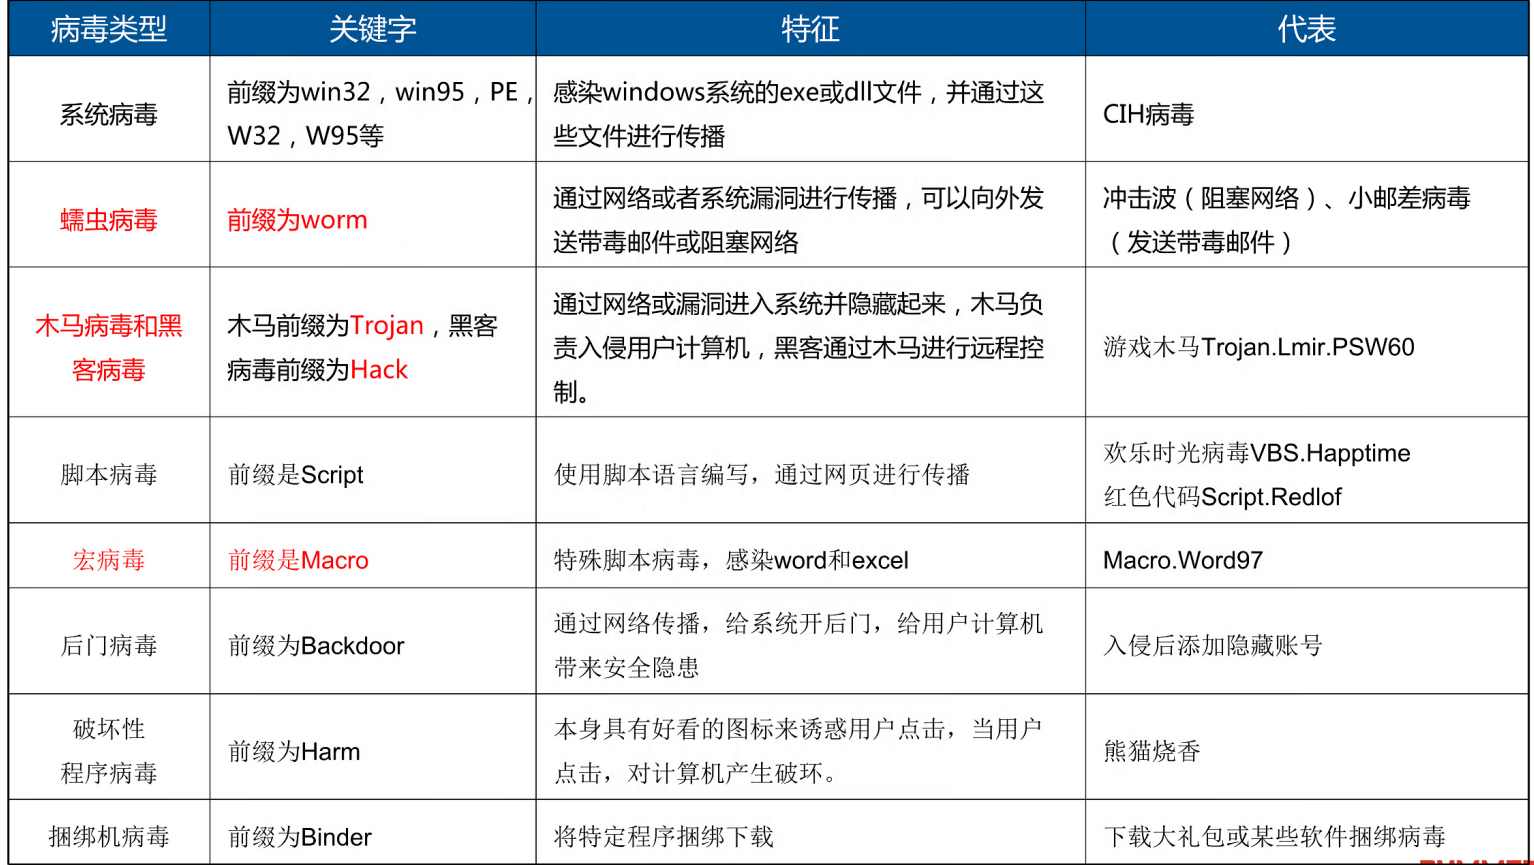 病毒类型 关键字 特征 代表
系统病毒
前缀为win32，win95，PE，
W32，W95等
感染windows系统的exe或dll文件，并通过这
些文件进行传播
CIH病毒
蠕虫病毒
前缀为worm
通过网络或者系统漏洞进行传播，可以向外发
送带毒邮件或阻塞网络
冲击波（阻塞网络）、小邮差病毒
（发送带毒邮件）
木马病毒和黑
客病毒
木马前缀为Trojan，黑客
病毒前缀为Hack
通过网络或漏洞进入系统并隐藏起来，木马负
责入侵用户计算机，黑客通过木马进行远程控
制。
游戏木马Trojan.Lmir.PSW60
脚本病毒
前缀是Script
使用脚本语言编写，通过网页进行传播
欢乐时光病毒VBS.Happtime
红色代码Script.Redlof
宏病毒
前缀是Macro
特殊脚本病毒，感染word和excel
Macro.Word97
后门病毒
前缀为Backdoor
通过网络传播，给系统开后门，给用户计算机
带来安全隐患
入侵后添加隐藏账号
破坏性
程序病毒
前缀为Harm
本身具有好看的图标来诱惑用户点击，当用户
点击，对计算机产生破环。
熊猫烧香
捆绑机病毒
前缀为Binder
将特定程序捆绑下载
下载大礼包或某些软件捆绑病毒